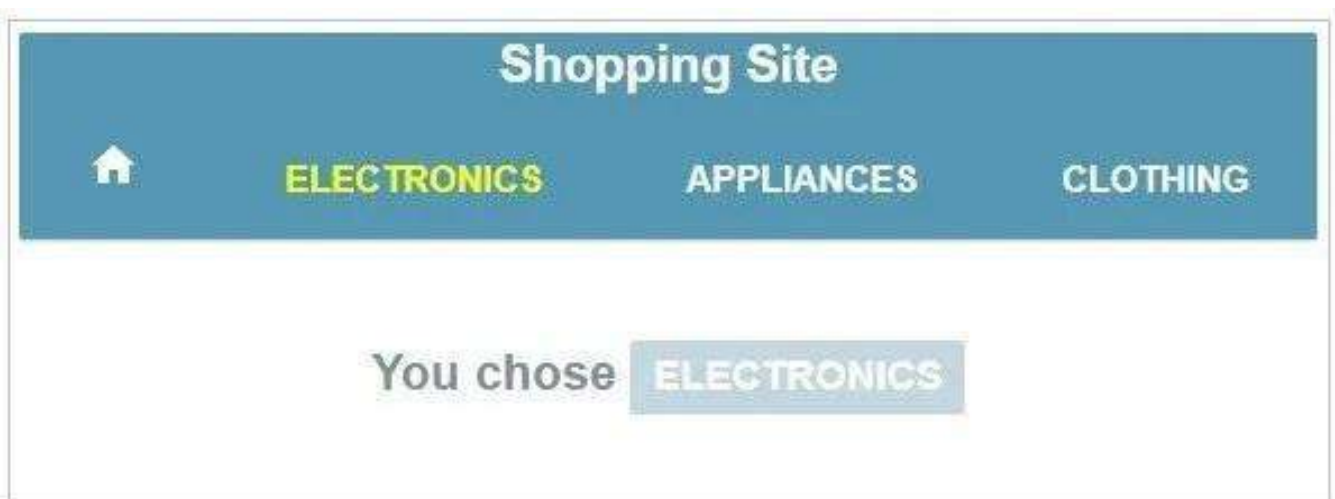 Shopping Site
ELECTRONICS APPLIANCES CLOTHING
You chose ELECTRONICS